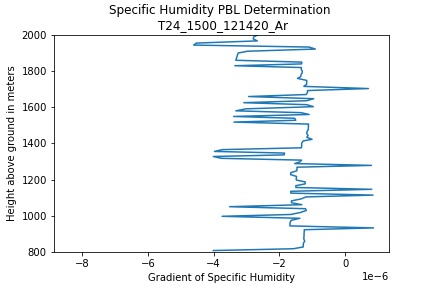 Specific Humidity PBL Determination
T24_1500_121420_Ar
2000
1800
1600
1400
1200
1000
800
Height above ground in meters
−8 −6 −4 −2 0
1e−6
Gradient of Specific Humidity